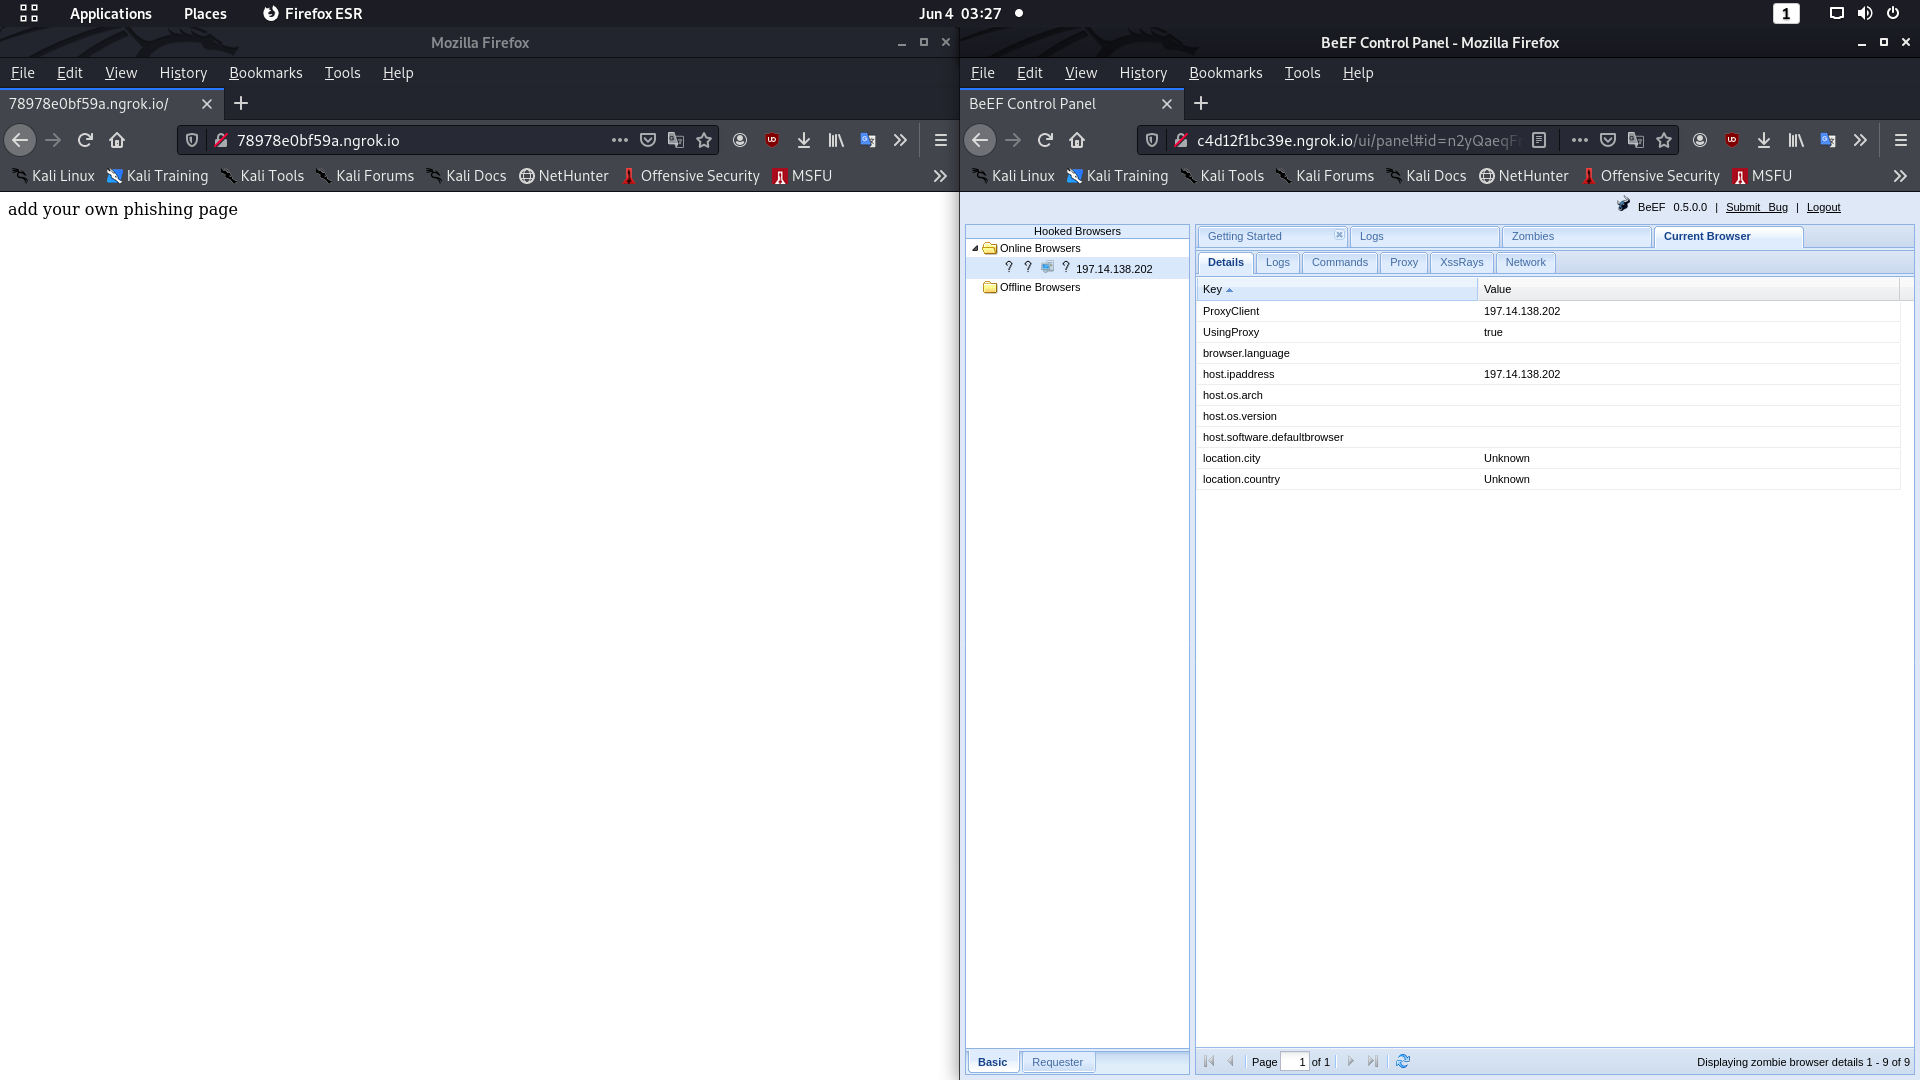 Applications Places Firefox ESR Jun 4 03:27 1
Mozilla Firefox
File Edit View History Bookmarks Tools Help
78978e0bf59a.ngrok.io/
78978e0bf59a.ngrok.io
Kali Linux Kali Training Kali Tools Kali Forums Kali Docs NetHunter Offensive Security MSFU
add your own phishing page
BeEF Control Panel - Mozilla Firefox
File Edit View History Bookmarks Tools Help
BeEF Control Panel
c4d12f1bc39e.ngrok.io/ui/panel#id=n2yQaeqF
Kali Linux Kali Training Kali Tools Kali Forums Kali Docs NetHunter Offensive Security MSFU
BeEF 0.5.0.0 | Submit Bug | Logout
Hooked Browsers
Online Browsers
? ? ? 197.14.138.202
Offline Browsers
Basic Requester
Getting Started Logs Zombies Current Browser
Details Logs Commands Proxy XssRays Network
Key Value
ProxyClient 197.14.138.202
UsingProxy true
browser.language
host.ipaddress 197.14.138.202
host.os.arch
host.os.version
host.software.defaultbrowser
location.city Unknown
location.country Unknown
Page 1 of 1 Displaying zombie browser details 1 - 9 of 9